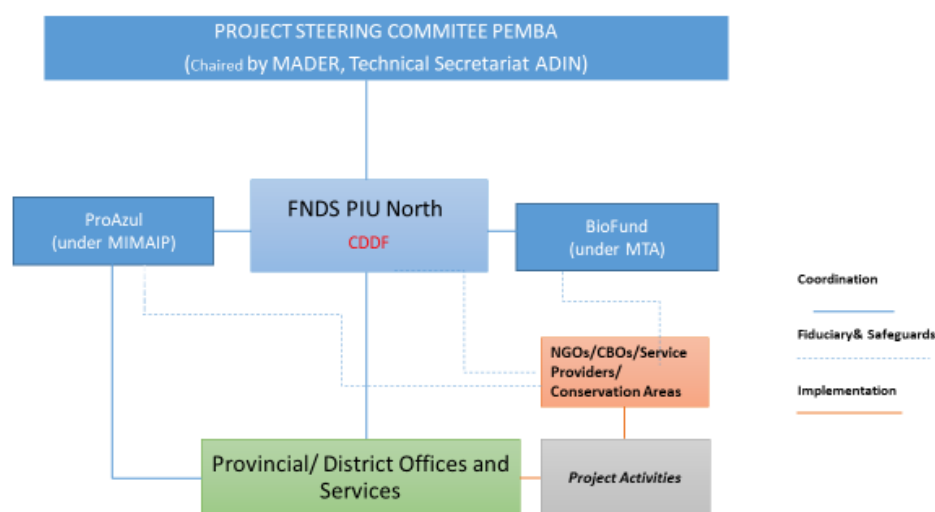 PROJECT STEERING COMMITEE PEMBA
(Chaired by MADER, Technical Secretariat ADIN)
FNDS PIU North
CDDF
ProAzul
(under MIMAIP)
BioFund
(under MTA)
Coordination
Fiduciary& Safeguards
Implementation
NGOs/CBOs/Service
Providers/
Conservation Areas
Provincial/ District Offices and
Services
Project Activities